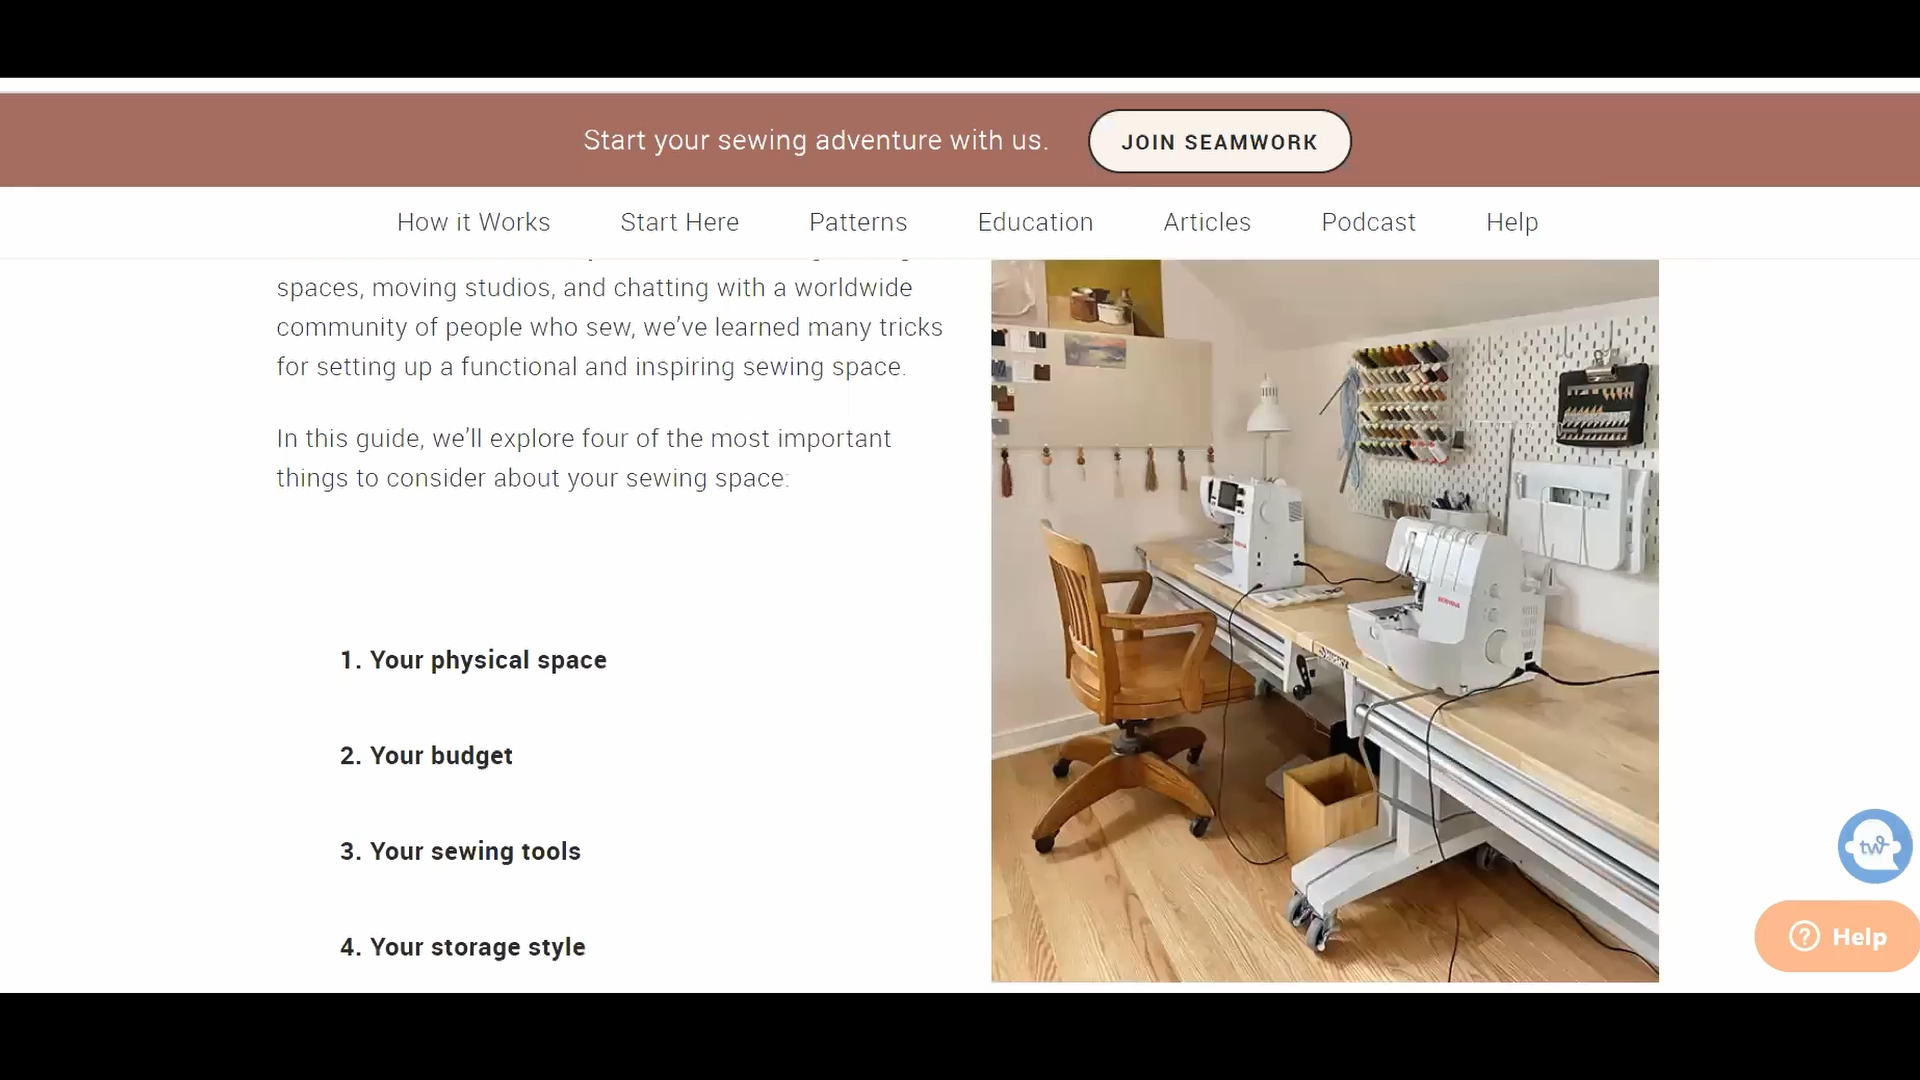 Start your sewing adventure with us.
JOIN SEAMWORK
How it Works
Start Here
Patterns
Education
Articles
Podcast
Help
spaces, moving studios, and chatting with a worldwide
community of people who sew, we’ve learned many tricks
for setting up a functional and inspiring sewing space.
In this guide, we’ll explore four of the most important
things to consider about your sewing space:
1. Your physical space
2. Your budget
3. Your sewing tools
4. Your storage style
tw
Help